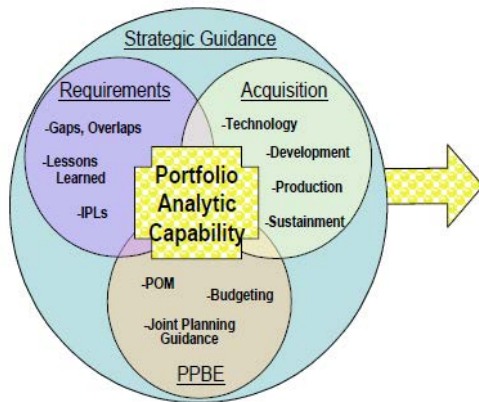 Strategic Guidance
Requirements
-Gaps, Overlaps
-Lessons
Learned
-IPLs
Acquisition
-Technology
-Development
-Production
-Sustainment
Portfolio
Analytic
Capability
-POM
-Budgeting
-Joint Planning
Guidance
PPBE